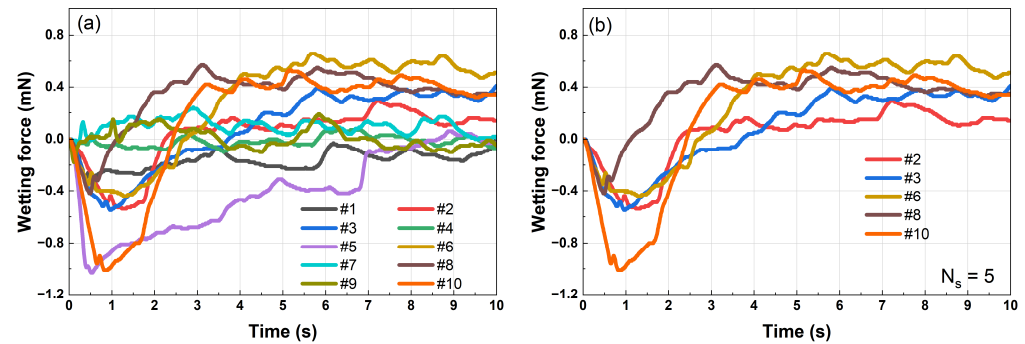 (a)
Wetting force (mN)
0.8
0.4
0.0
−0.4
−0.8
−1.2
#1 #2
#3 #4
#5 #6
#7 #8
#9 #10
0 1 2 3 4 5 6 7 8 9 10
Time (s)
(b)
Wetting force (mN)
0.8
0.4
0.0
−0.4
−0.8
−1.2
#2
#3
#6
#8
#10
Ns = 5
0 1 2 3 4 5 6 7 8 9 10
Time (s)